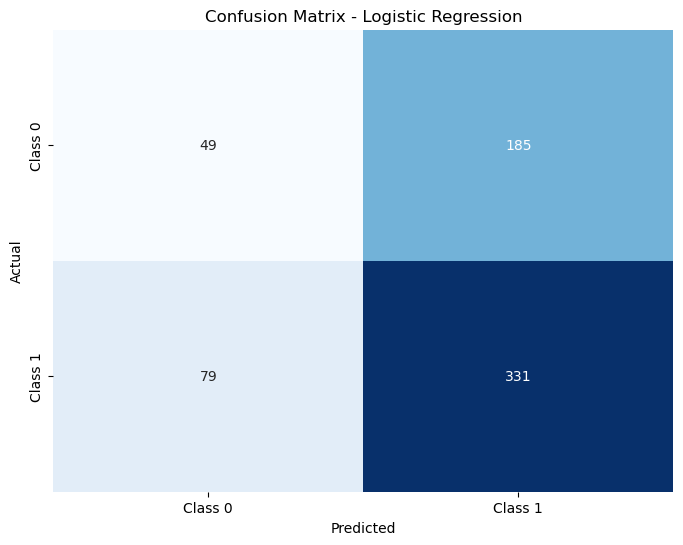 Confusion Matrix - Logistic Regression
Class 0
49
185
Actual
Class 1
79
331
Class 0
Class 1
Predicted